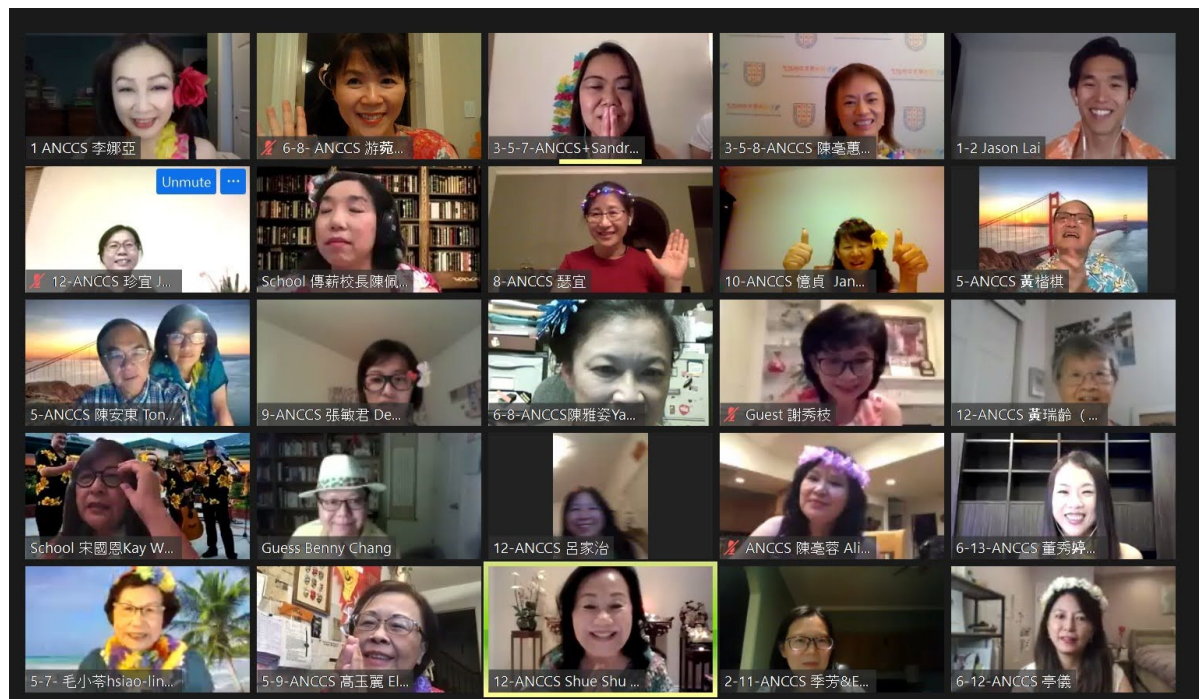 1 ANCCS 李娜亞
6-8- ANCCS 游菀...
3-5-7-ANCCS+Sandr...
3-5-8-ANCCS 陳毫蕙...
1-2 Jason Lai
Unmute
...
12-ANCCS 珍宜 J...
School 傳薪校長陳佩...
8-ANCCS 瑟宜
10-ANCCS 億貞 Jan...
5-ANCCS 黃楷棋
5-ANCCS 陳安東 Ton...
9-ANCCS 張敏君 De...
6-8-ANCCS陳雅姿Ya...
Guest 謝秀枝
12-ANCCS 黃瑞齡 ( ...
School 宋國恩Kay W...
Guess Benny Chang
12-ANCCS 呂家治
ANCCS 陳毫蓉 Ali...
6-13-ANCCS 董秀婷...
5-7- 毛小苓hsiao-lin...
5-9-ANCCS 高玉麗 El...
12-ANCCS Shue Shu ...
2-11-ANCCS 季芳&E...
6-12-ANCCS 亭儀